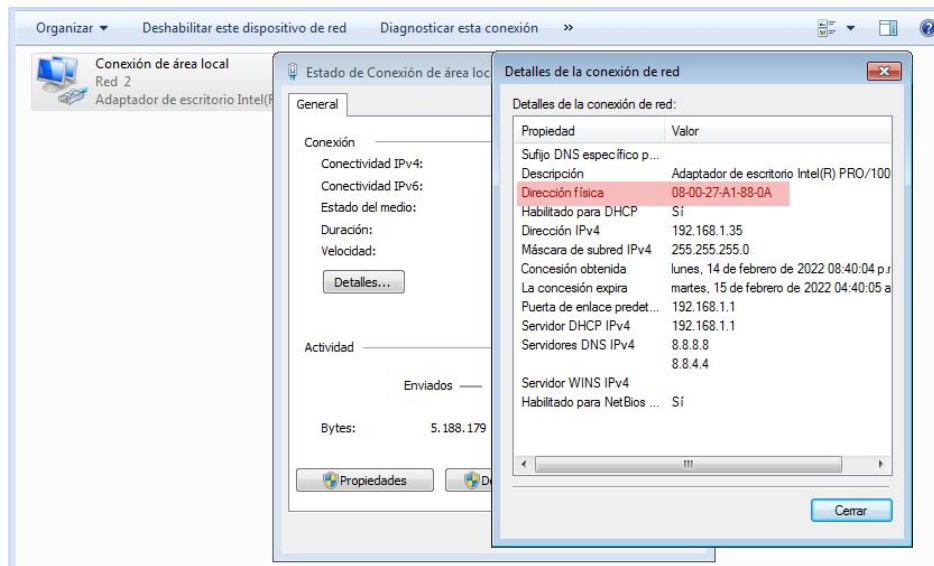 Organizar Deshabilitar este dispositivo de red Diagnosticar esta conexión »
Conexión de área local
Red 2
Adaptador de escritorio Intel(R
Estado de Conexión de área loc
General
Conexión
Conectividad IPv4:
Conectividad IPv6:
Estado del medio:
Duración:
Velocidad:
Detalles...
Actividad
Enviados
Bytes: 5.188.179
Propiedades
Detalles de la conexión de red
Detalles de la conexión de red:
Propiedad Valor
Sufijo DNS específico p...
Descripción Adaptador de escritorio Intel(R) PRO/100
Dirección física 08-00-27-A1-88-0A
Habilitado para DHCP Sí
Dirección IPv4 192.168.1.35
Máscara de subred IPv4 255.255.255.0
Concesión obtenida lunes, 14 de febrero de 2022 08:40:04 p.
La concesión expira martes, 15 de febrero de 2022 04:40:05 a
Puerta de enlace predet... 192.168.1.1
Servidor DHCP IPv4 192.168.1.1
Servidores DNS IPv4 8.8.8.8
8.8.4.4
Servidor WINS IPv4
Habilitado para NetBios ... Sí
Cerrar